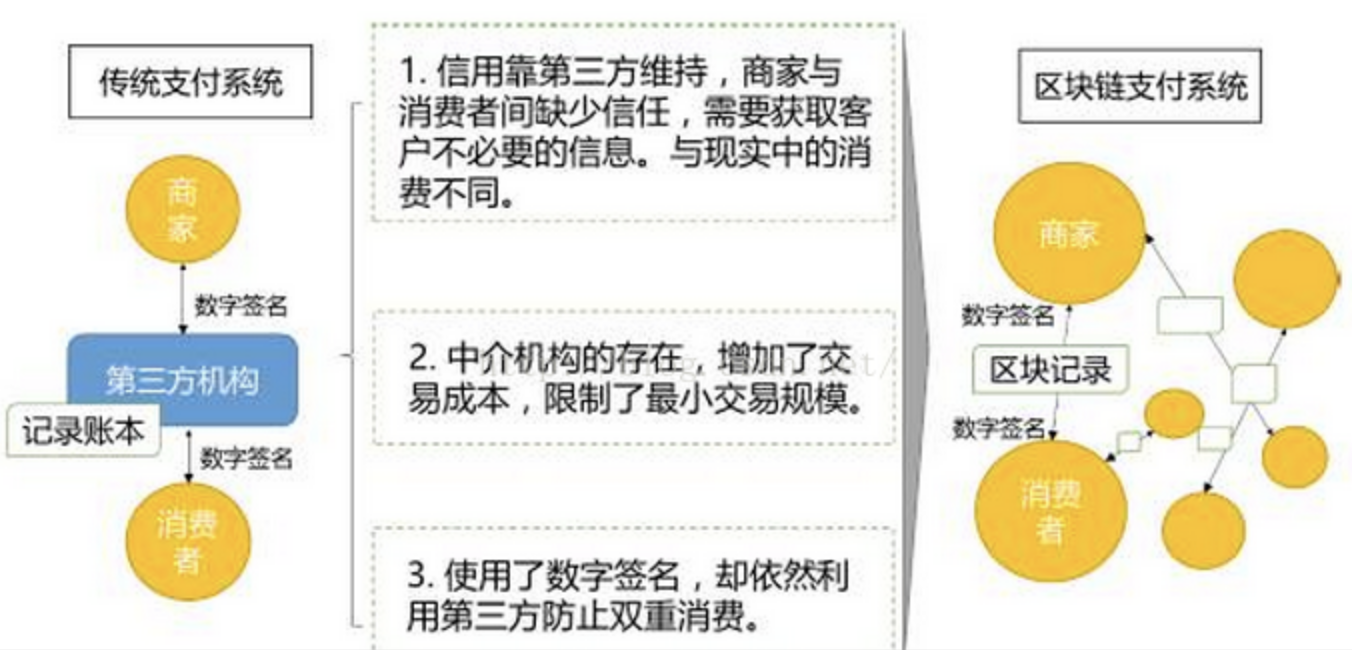 传统支付系统
商
家
数字签名
第三方机构
记录账本
数字签名
消费
者
1. 信用靠第三方维持，商家与
消费者间缺少信任，需要获取客
户不必要的信息。与现实中的消
费不同。
2. 中介机构的存在，增加了交
易成本，限制了最小交易规模。
3. 使用了数字签名，却依然利
用第三方防止双重消费。
区块链支付系统
商家
数字签名
区块记录
数字签名
消费
者